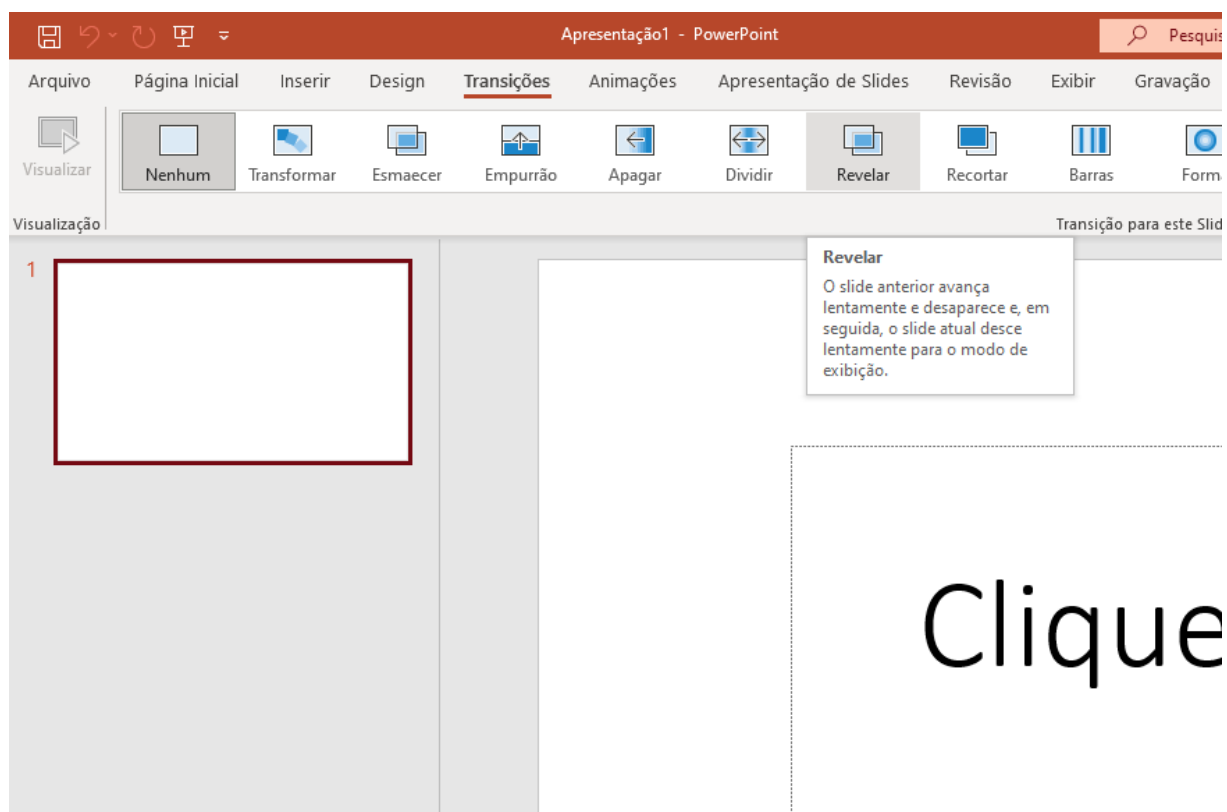 Apresentação1 - PowerPoint
Pesquis
Arquivo Página Inicial Inserir Design Transições Animações Apresentação de Slides Revisão Exibir Gravação
Visualizar Nenhum Transformar Esmaecer Empurrão Apagar Dividir Revelar Recortar Barras Forma
Visualização Transição para este Slid
1
Revelar
O slide anterior avança
lentamente e desaparece e, em
seguida, o slide atual desce
lentamente para o modo de
exibição.
Clique